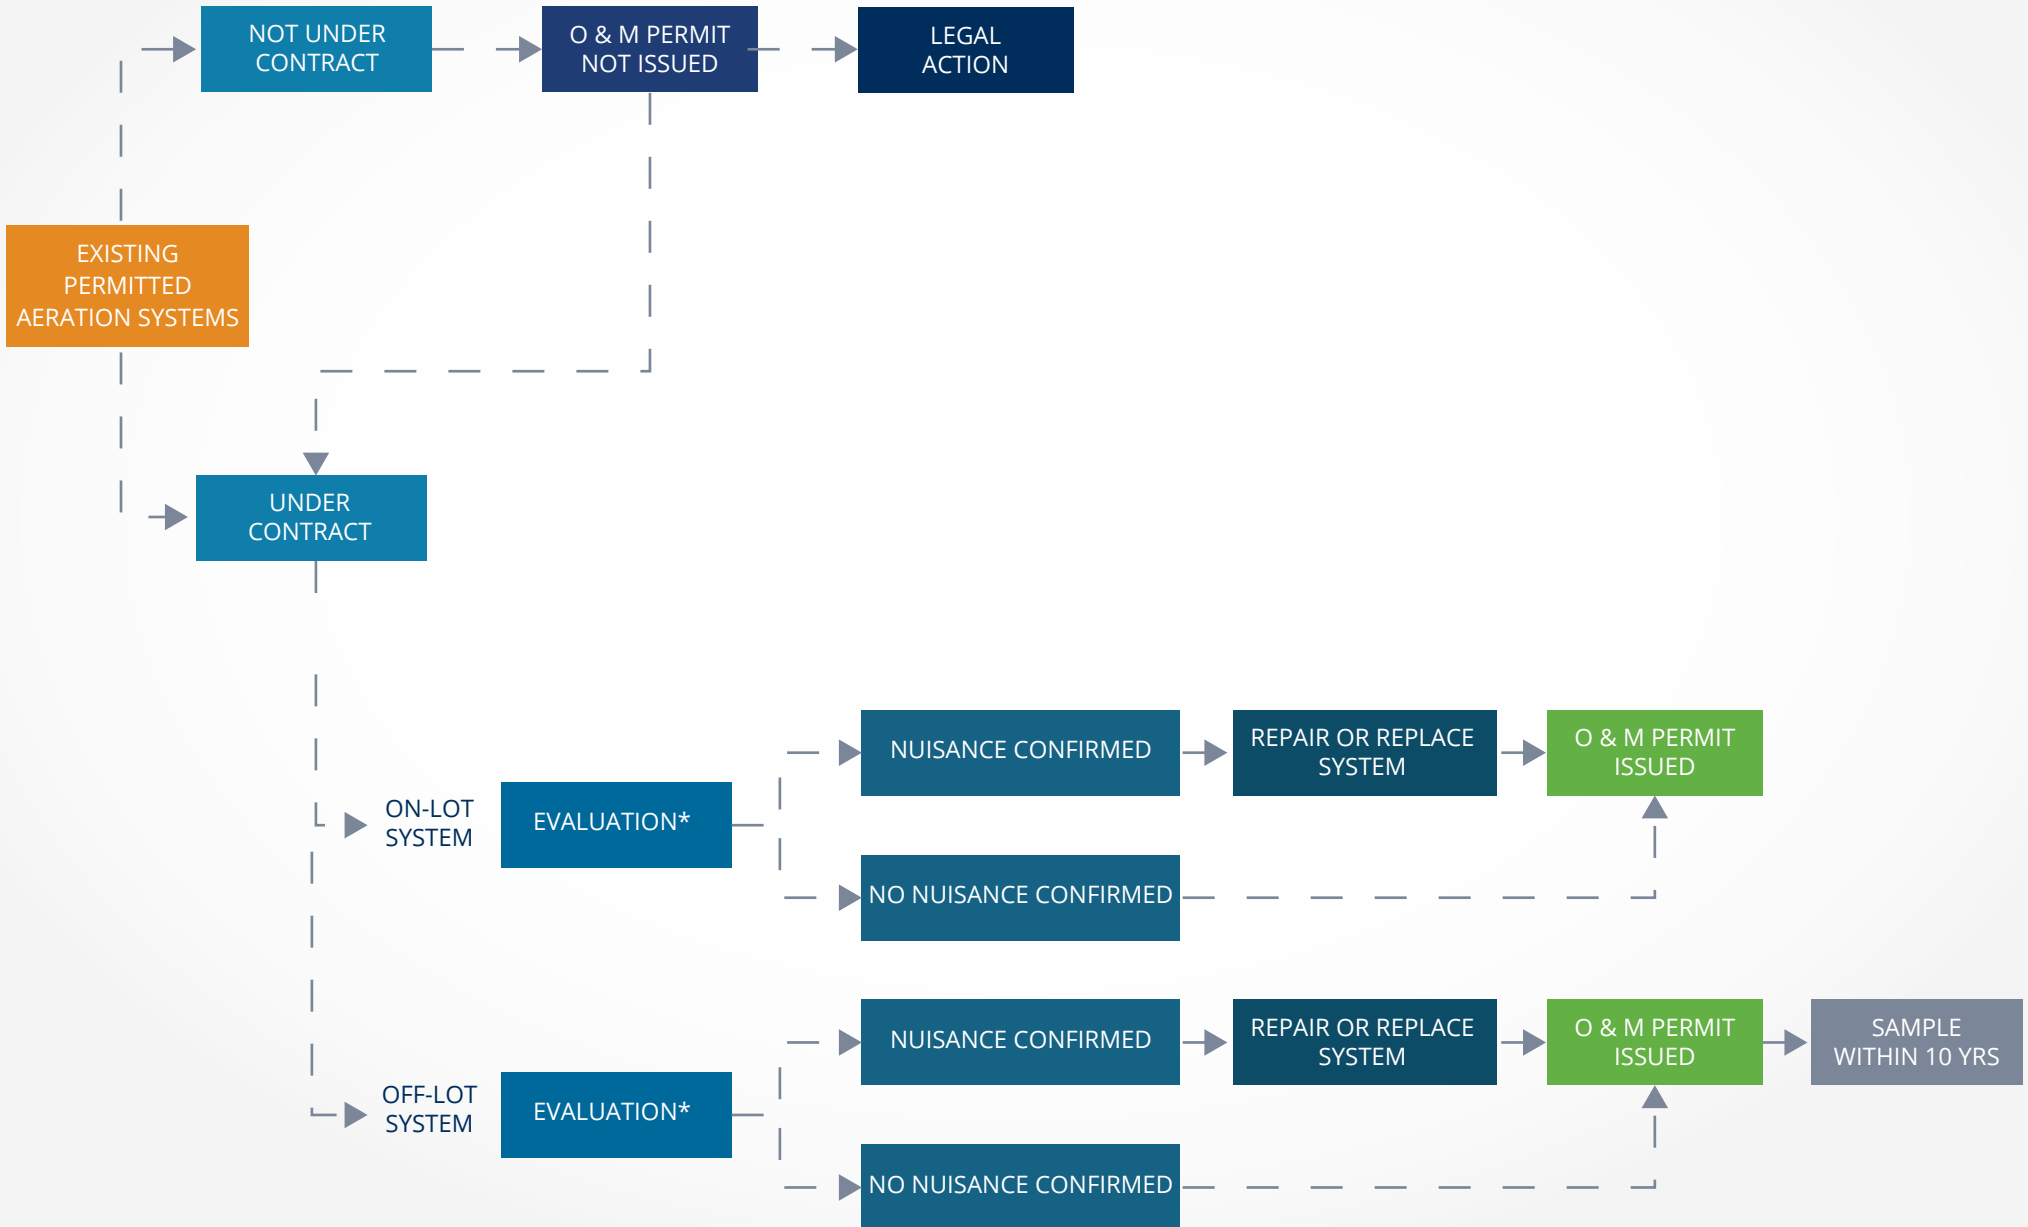 NOT UNDER
CONTRACT
O & M PERMIT
NOT ISSUED
LEGAL
ACTION
EXISTING
PERMITTED
AERATION SYSTEMS
UNDER
CONTRACT
ON-LOT
SYSTEM
EVALUATION*
NUISANCE CONFIRMED
REPAIR OR REPLACE
SYSTEM
O & M PERMIT
ISSUED
NO NUISANCE CONFIRMED
OFF-LOT
SYSTEM
EVALUATION*
NUISANCE CONFIRMED
REPAIR OR REPLACE
SYSTEM
O & M PERMIT
ISSUED
SAMPLE
WITHIN 10 YRS
NO NUISANCE CONFIRMED